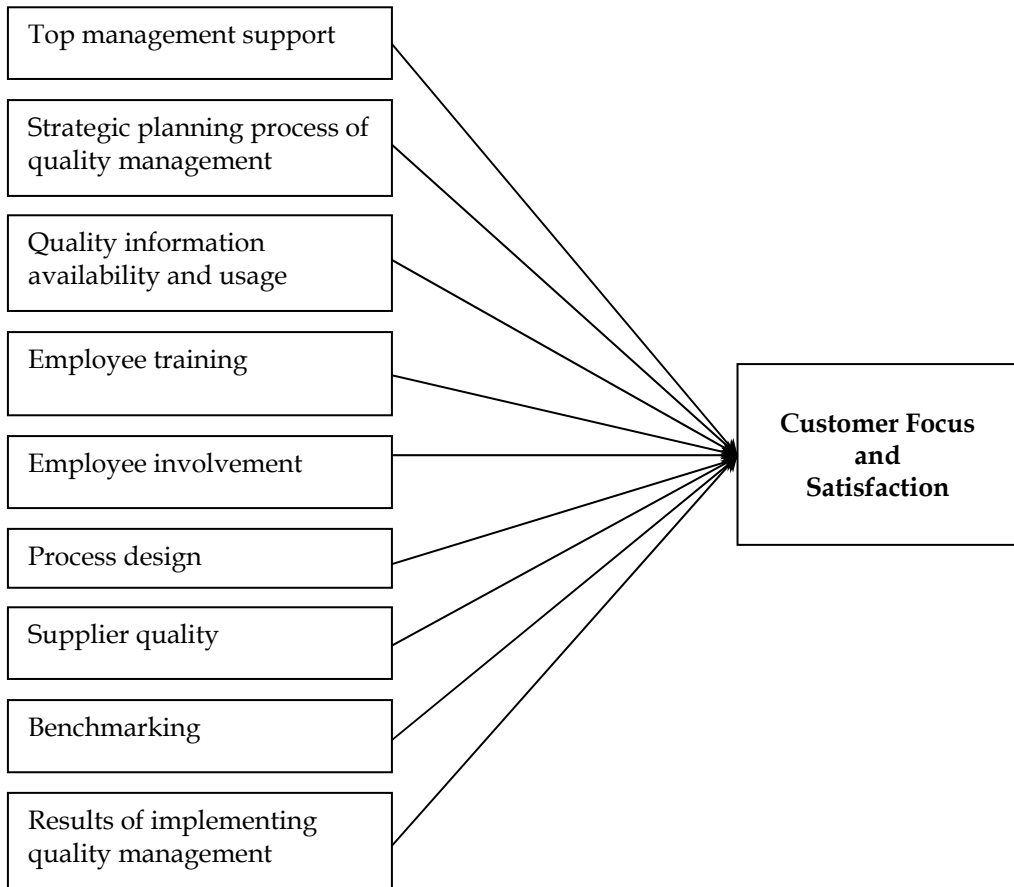 Top management support
Strategic planning process of
quality management
Quality information
availability and usage
Employee training
Employee involvement
Process design
Supplier quality
Benchmarking
Results of implementing
quality management
Customer Focus
and
Satisfaction